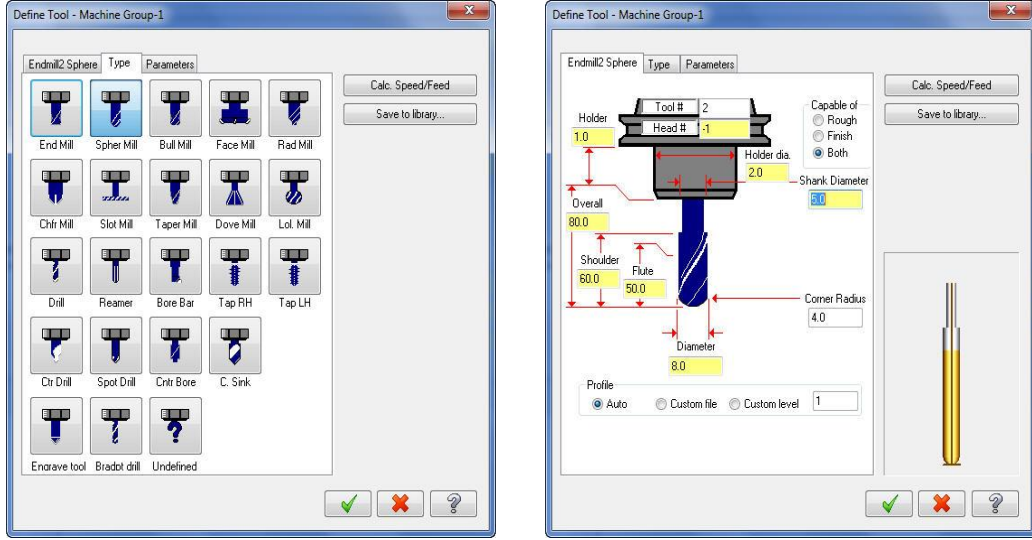 Define Tool - Machine Group-1
Endmill2 Sphere Type Parameters
Calc. Speed/Feed
Save to library...
End Mill Spher Mill Bull Mill Face Mill Rad Mill
Chfr Mill Slot Mill Taper Mill Dove Mill Lol. Mill
Drill Reamer Bore Bar Tap RH Tap LH
Ctr Drill Spot Drill Cntr Bore C. Sink
Engrave tool Bradpt drill Undefined
Define Tool - Machine Group-1
Endmill2 Sphere Type Parameters
Calc. Speed/Feed
Save to library...
Tool # 2
Head # -1
Holder
1.0
Capable of
Rough
Finish
Both
Holder dia.
2.0
Shank Diameter
5.0
Overall
80.0
Shoulder
60.0
Flute
50.0
Corner Radius
4.0
Diameter
8.0
Profile
Auto Custom file Custom level 1